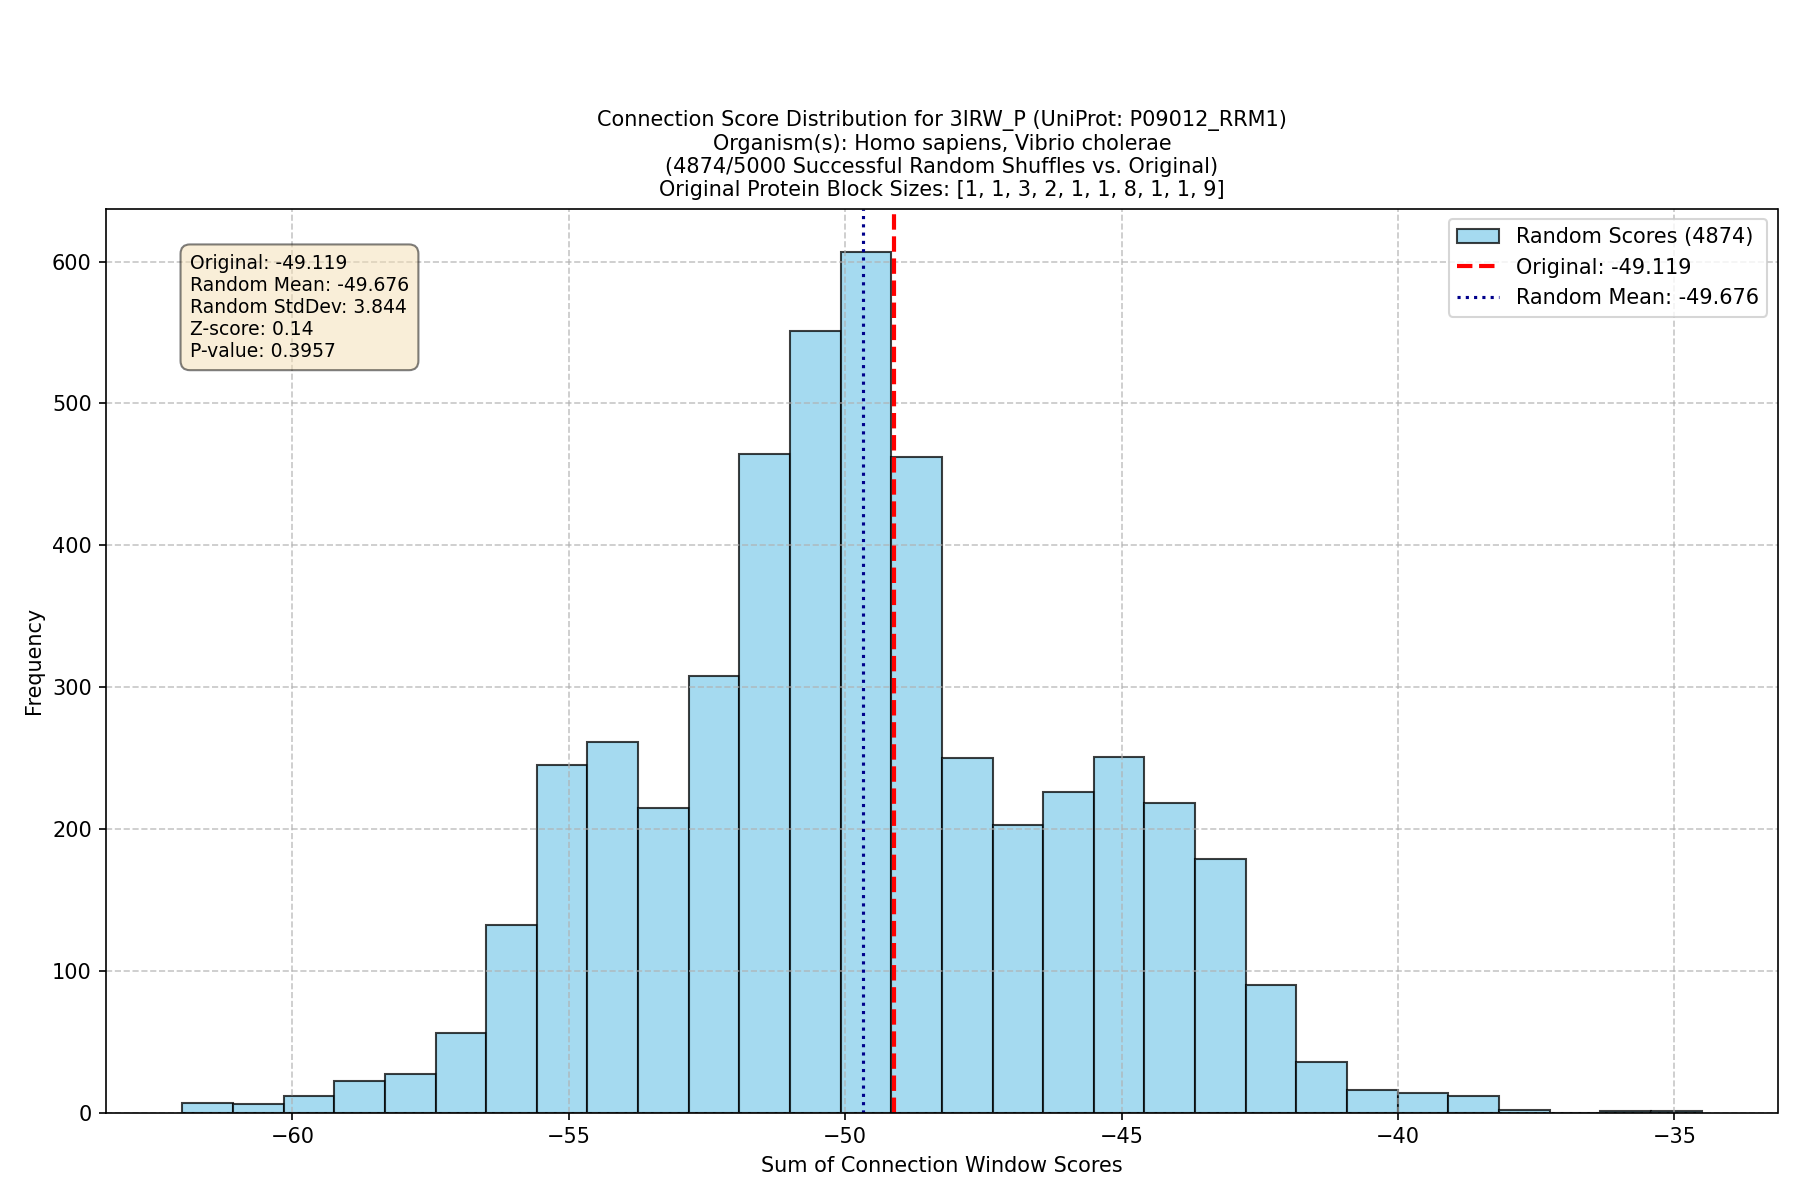 Connection Score Distribution for 3IRW_P (UniProt: P09012_RRM1)
Organism(s): Homo sapiens, Vibrio cholerae
(4874/5000 Successful Random Shuffles vs. Original)
Original Protein Block Sizes: [1, 1, 3, 2, 1, 1, 8, 1, 1, 9]
Original: -49.119
Random Mean: -49.676
Random StdDev: 3.844
Z-score: 0.14
P-value: 0.3957
Random Scores (4874)
Original: -49.119
Random Mean: -49.676
Frequency
600
500
400
300
200
100
0
−60
−55
−50
−45
−40
−35
Sum of Connection Window Scores